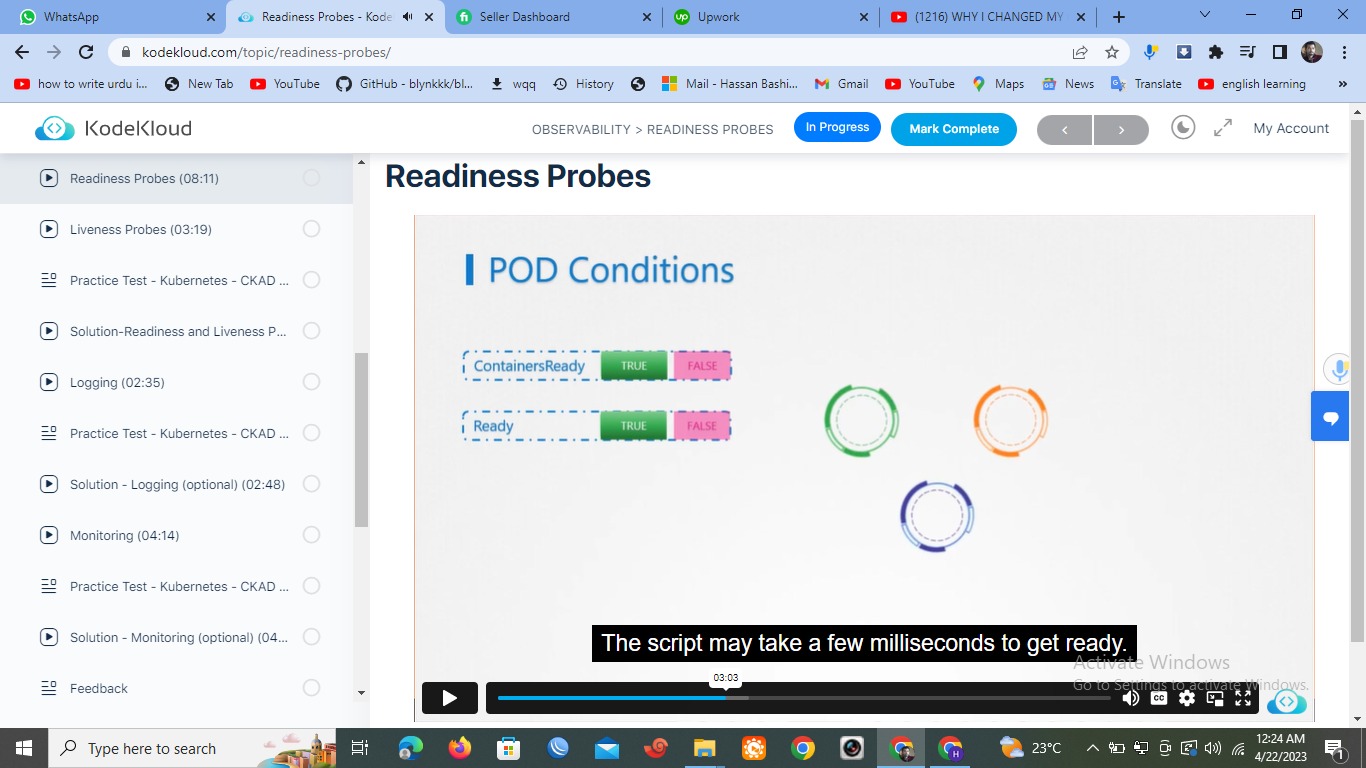 WhatsApp
Readiness Probes - Kode
Seller Dashboard
Upwork
(1216) WHY I CHANGED MY
kodekloud.com/topic/readiness-probes/
how to write urdu i...
New Tab
YouTube
GitHub - blynkkk/bl...
wqq
History
Mail - Hassan Bashi...
Gmail
YouTube
Maps
News
Translate
english learning
»
KodeKloud
OBSERVABILITY > READINESS PROBES
In Progress
Mark Complete
My Account
Readiness Probes (08:11)
Liveness Probes (03:19)
Practice Test - Kubernetes - CKAD ...
Solution-Readiness and Liveness P...
Logging (02:35)
Practice Test - Kubernetes - CKAD ...
Solution - Logging (optional) (02:48)
Monitoring (04:14)
Practice Test - Kubernetes - CKAD ...
Solution - Monitoring (optional) (04...
Feedback
Readiness Probes
POD Conditions
ContainersReady TRUE FALSE
Ready TRUE FALSE
The script may take a few milliseconds to get ready.
Activate Windows
Go to Settings to activate Windows.
03:03
CC
Type here to search
23°C
12:24 AM
4/22/2023
1